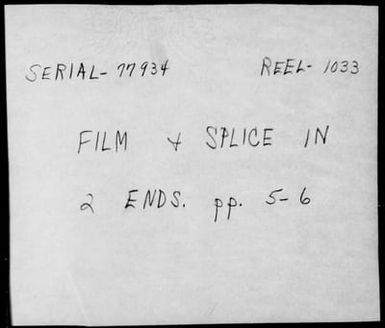 SERIAL- 77934 REEL- 1033
FILM & SPLICE IN
2 ENDS. pp. 5-6